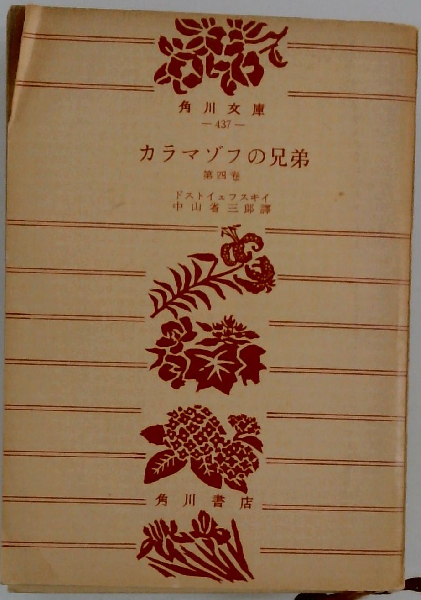 角川文庫
—437—
カラマゾフの兄弟
第四巻
ドストイェフスキイ
中山省三郎譯
角川書店